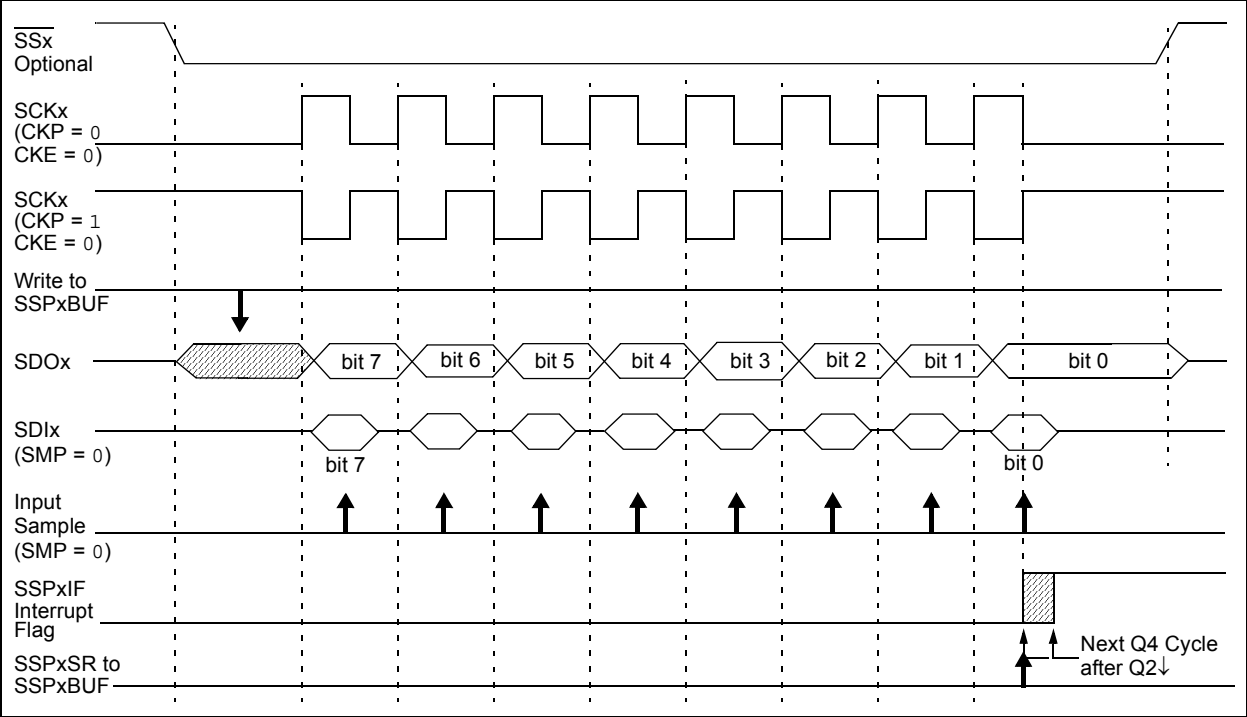 SSx
Optional
SCKx
(CKP = 0
CKE = 0)
SCKx
(CKP = 1
CKE = 0)
Write to
SSPxBUF
SDOx
bit 7 bit 6 bit 5 bit 4 bit 3 bit 2 bit 1 bit 0
SDIx
(SMP = 0)
bit 7 bit 0
Input
Sample
(SMP = 0)
SSPxIF
Interrupt
Flag
Next Q4 Cycle
after Q2↓
SSPxSR to
SSPxBUF